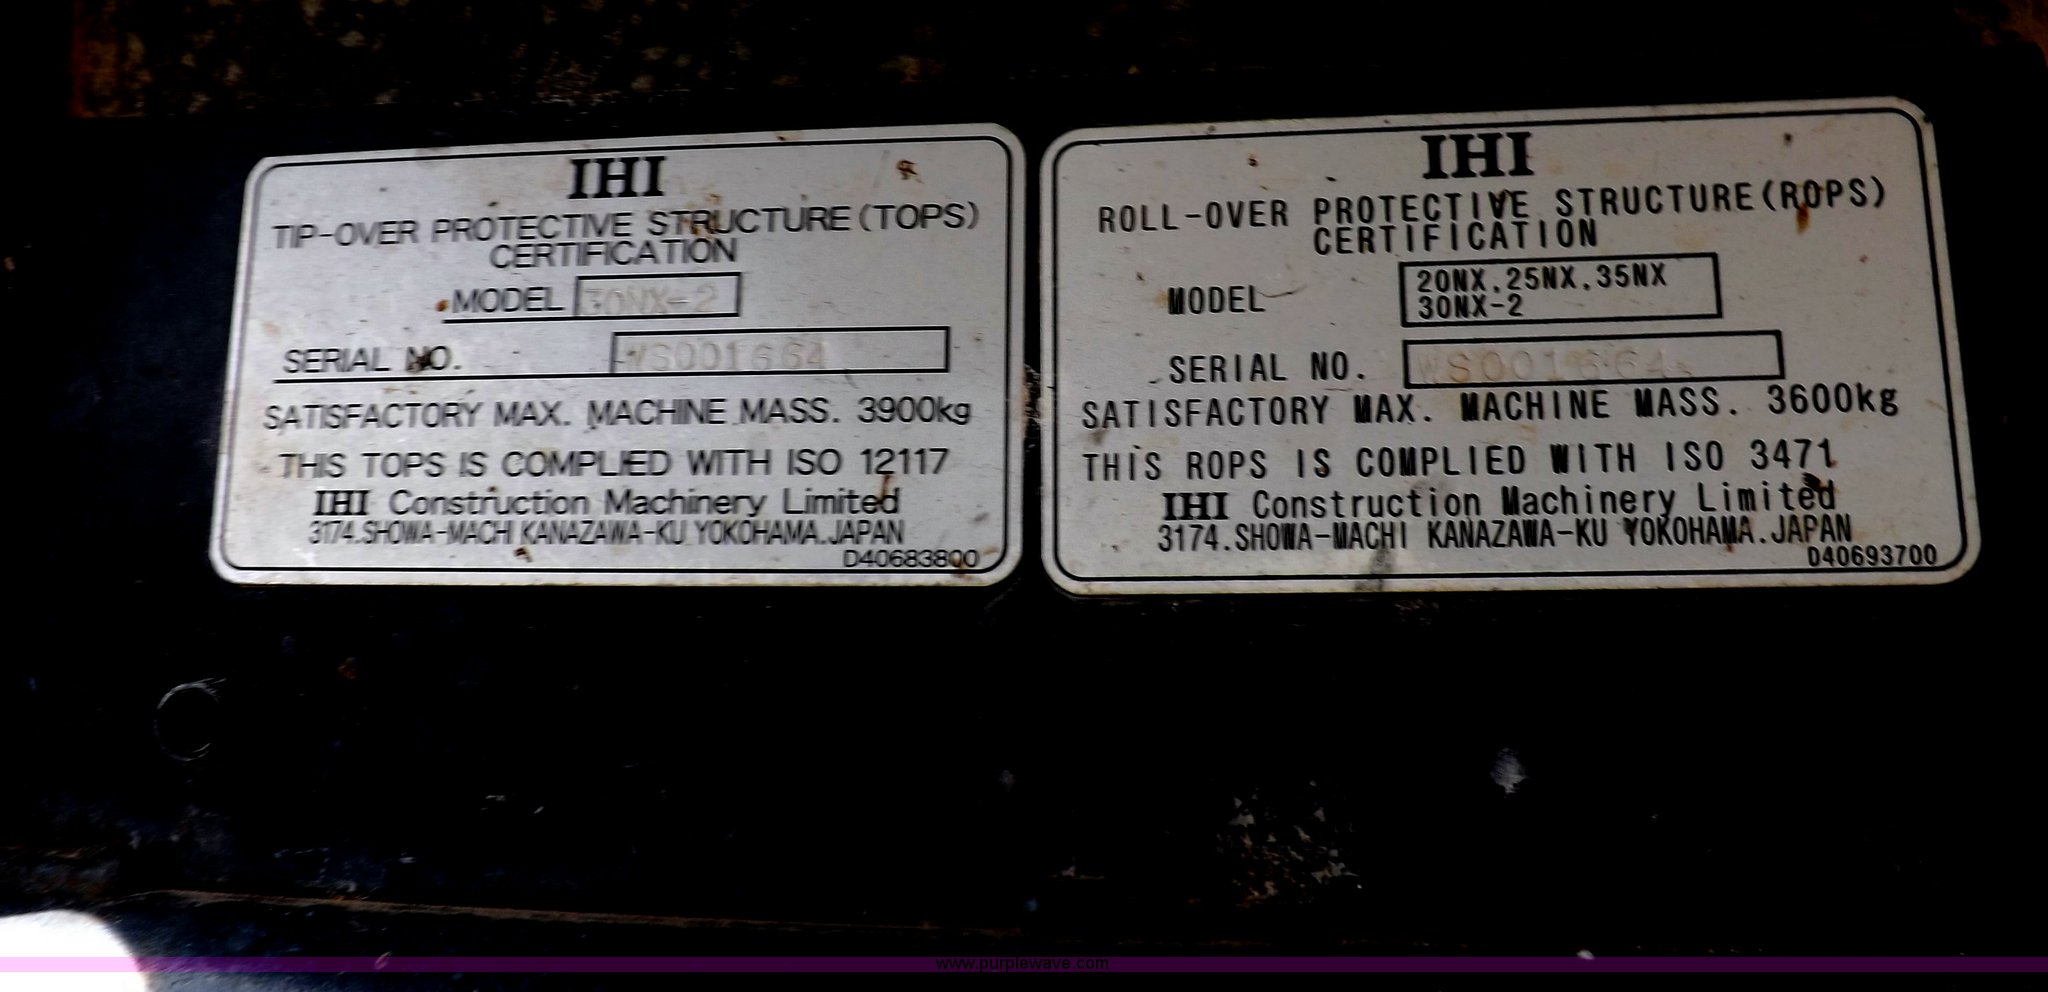 IHI
TIP-OVER PROTECTIVE STRUCTURE (TOPS)
CERTIFICATION
MODEL 30NX-2
SERIAL NO. WS001664
SATISFACTORY MAX. MACHINE MASS. 3900kg
THIS TOPS IS COMPLIED WITH ISO 12117
IHI Construction Machinery Limited
3174.SHOWA-MACHI KANAZAWA-KU YOKOHAMA.JAPAN
D40683800
IHI
ROLL-OVER PROTECTIVE STRUCTURE (ROPS)
CERTIFICATION
MODEL 20NX.25NX.35NX
30NX-2
SERIAL NO. WS001664
SATISFACTORY MAX. MACHINE MASS. 3600kg
THIS ROPS IS COMPLIED WITH ISO 3471
IHI Construction Machinery Limited
3174.SHOWA-MACHI KANAZAWA-KU YOKOHAMA.JAPAN
D40693700
www.purplewave.com